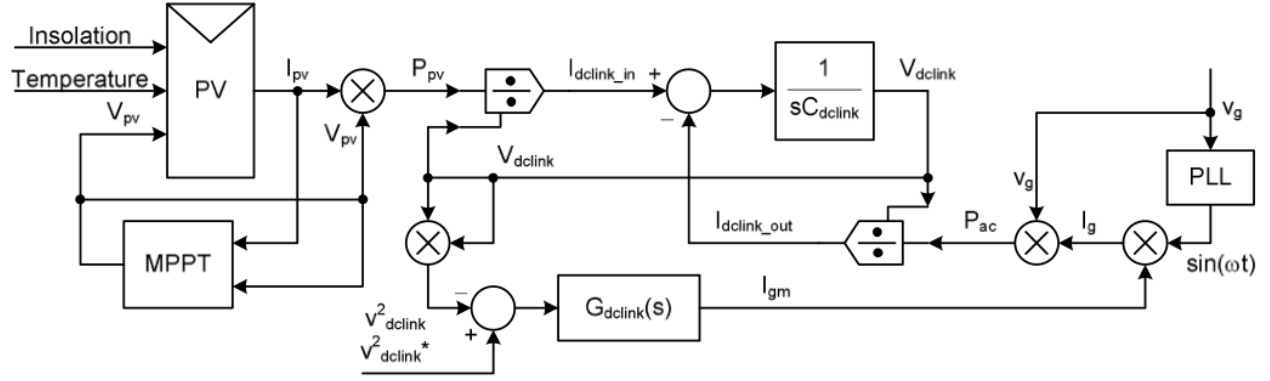 Insolation
Temperature
V_pv
PV
I_pv
V_pv
P_pv
÷
I_dclink_in
+
−
1
sC_dclink
V_dclink
v_g
PLL
sin(ωt)
v_g
I_g
P_ac
÷
I_dclink_out
V_dclink
MPPT
−
+
v²_dclink
v²_dclink*
G_dclink(s)
I_gm